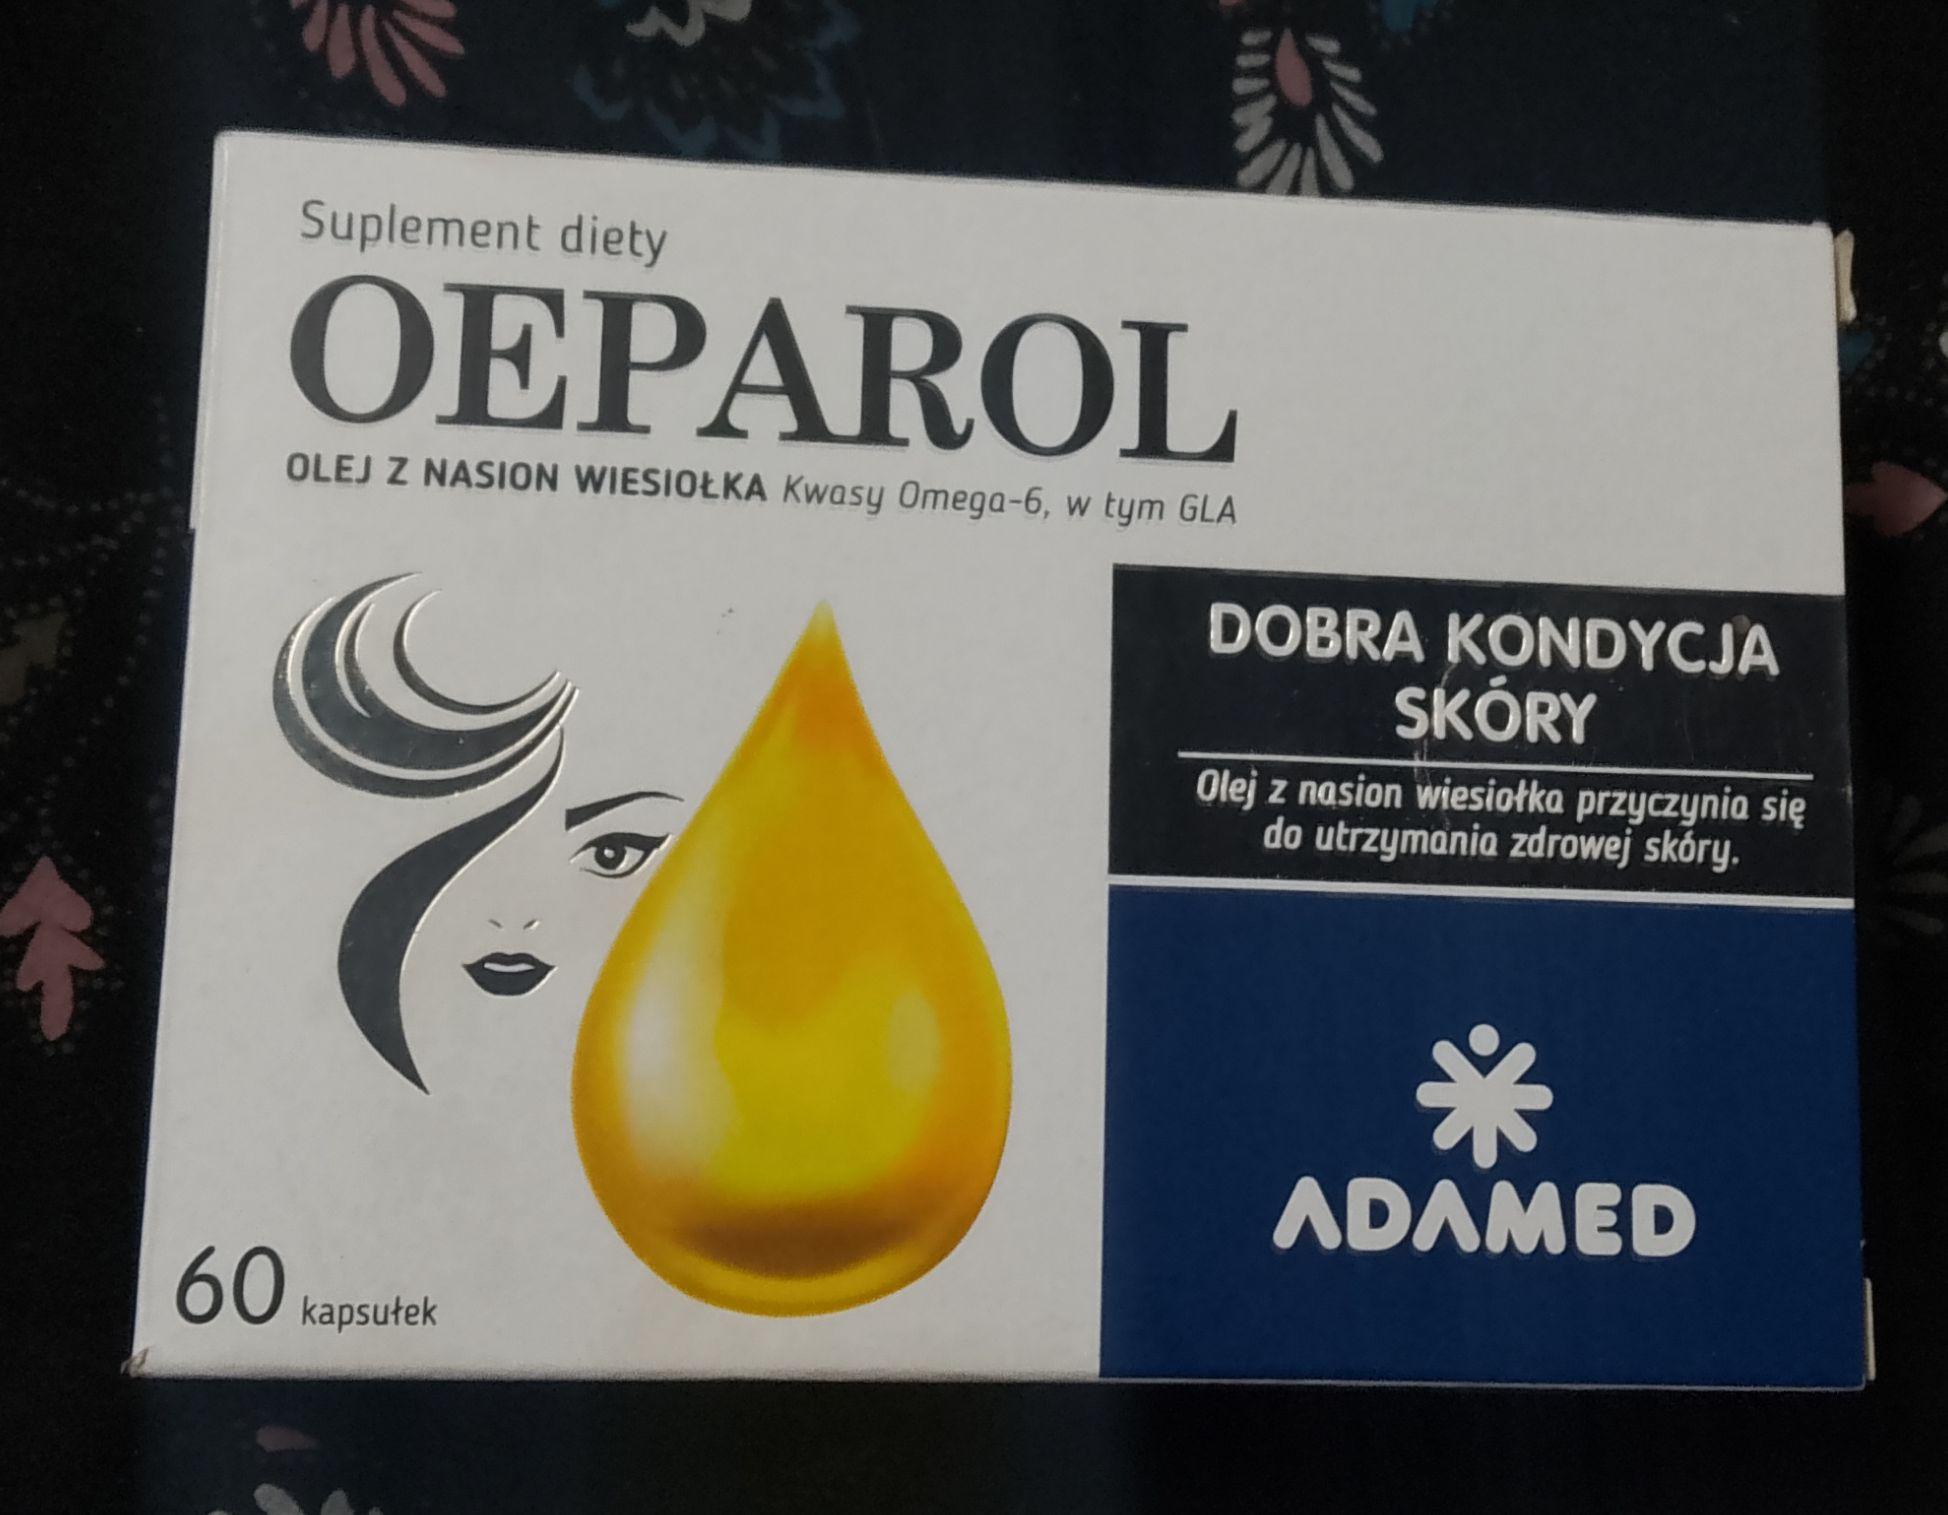 Suplement diety
OEPAROL
OLEJ Z NASION WIESIOŁKA Kwasy Omega-6, w tym GLA
DOBRA KONDYCJA
SKÓRY
Olej z nasion wiesiołka przyczynia się
do utrzymania zdrowej skóry.
ADAMED
60 kapsułek